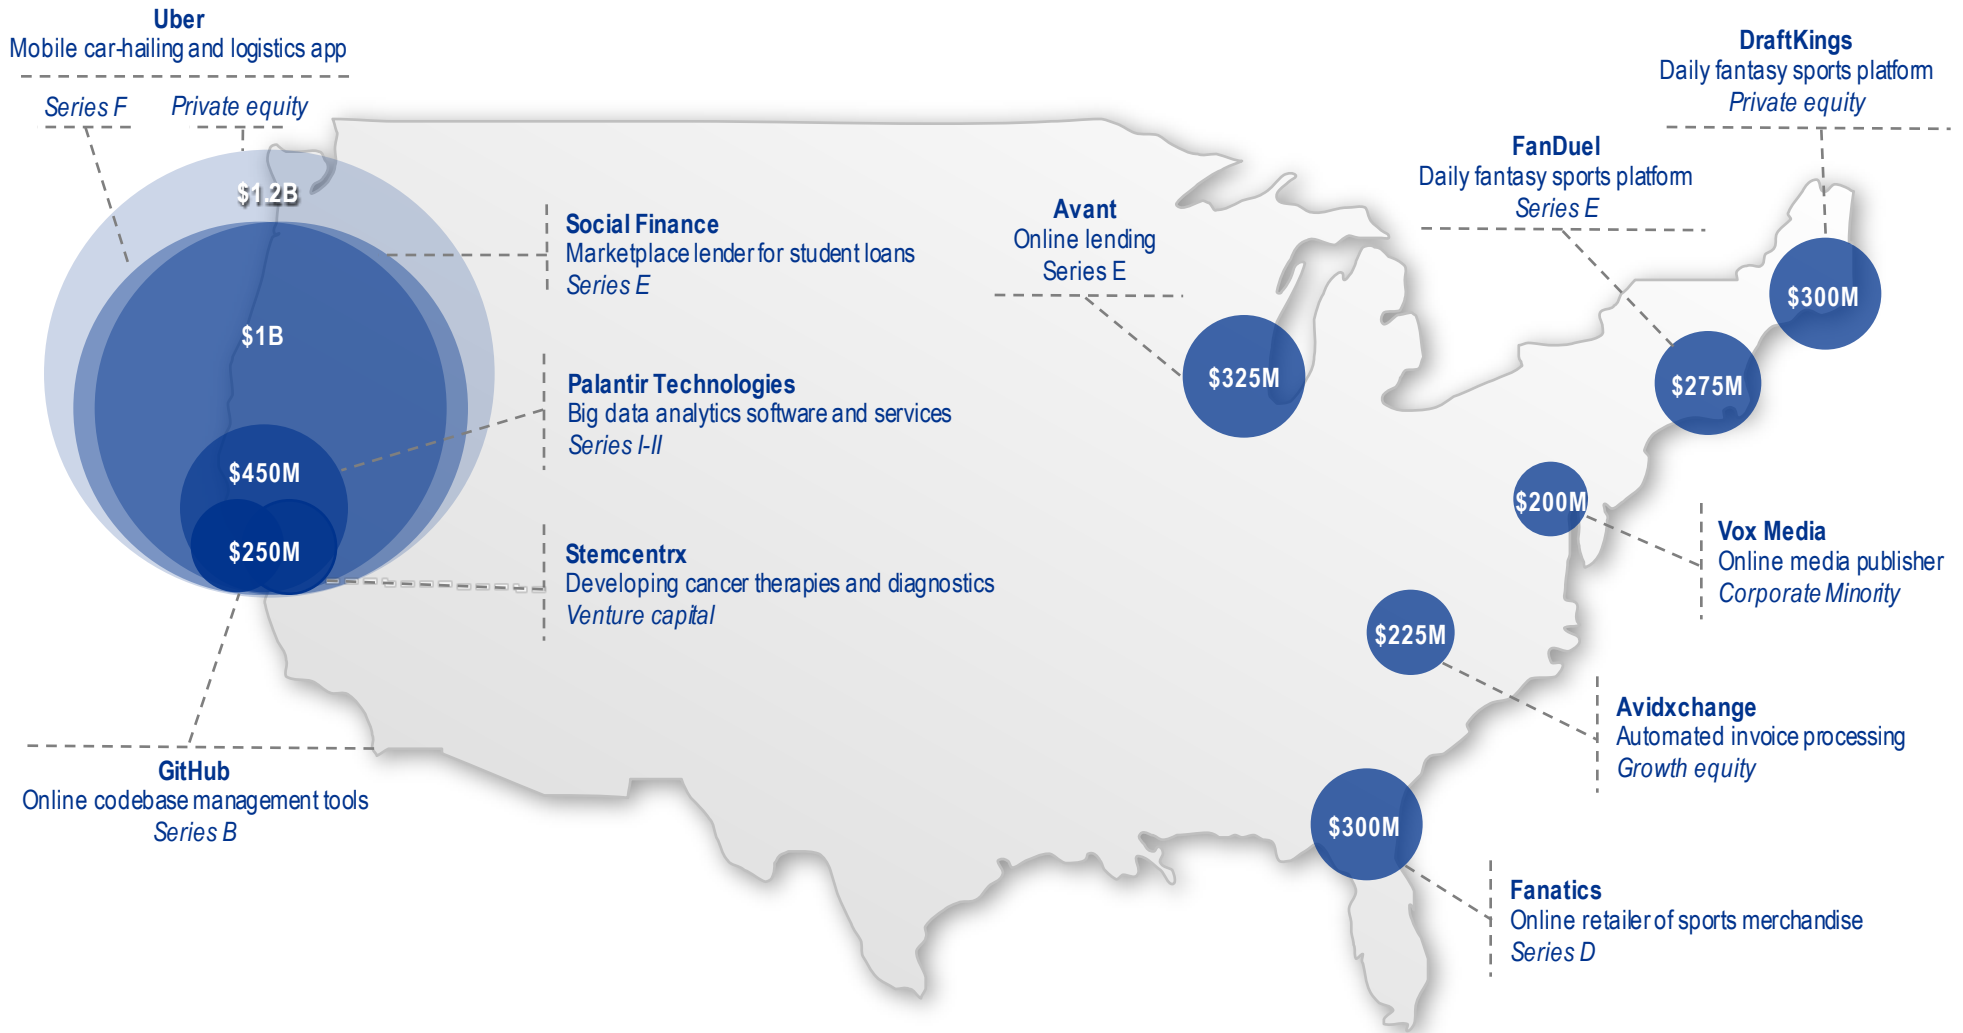 Uber
Mobile car-hailing and logistics app
Series F
Private equity
$1.2B
$1B
$450M
$250M
Social Finance
Marketplace lender for student loans
Series E
Palantir Technologies
Big data analytics software and services
Series I-II
Stemcentrx
Developing cancer therapies and diagnostics
Venture capital
GitHub
Online codebase management tools
Series B
Avant
Online lending
Series E
$325M
FanDuel
Daily fantasy sports platform
Series E
$275M
DraftKings
Daily fantasy sports platform
Private equity
$300M
$200M
Vox Media
Online media publisher
Corporate Minority
$225M
Avidxchange
Automated invoice processing
Growth equity
$300M
Fanatics
Online retailer of sports merchandise
Series D